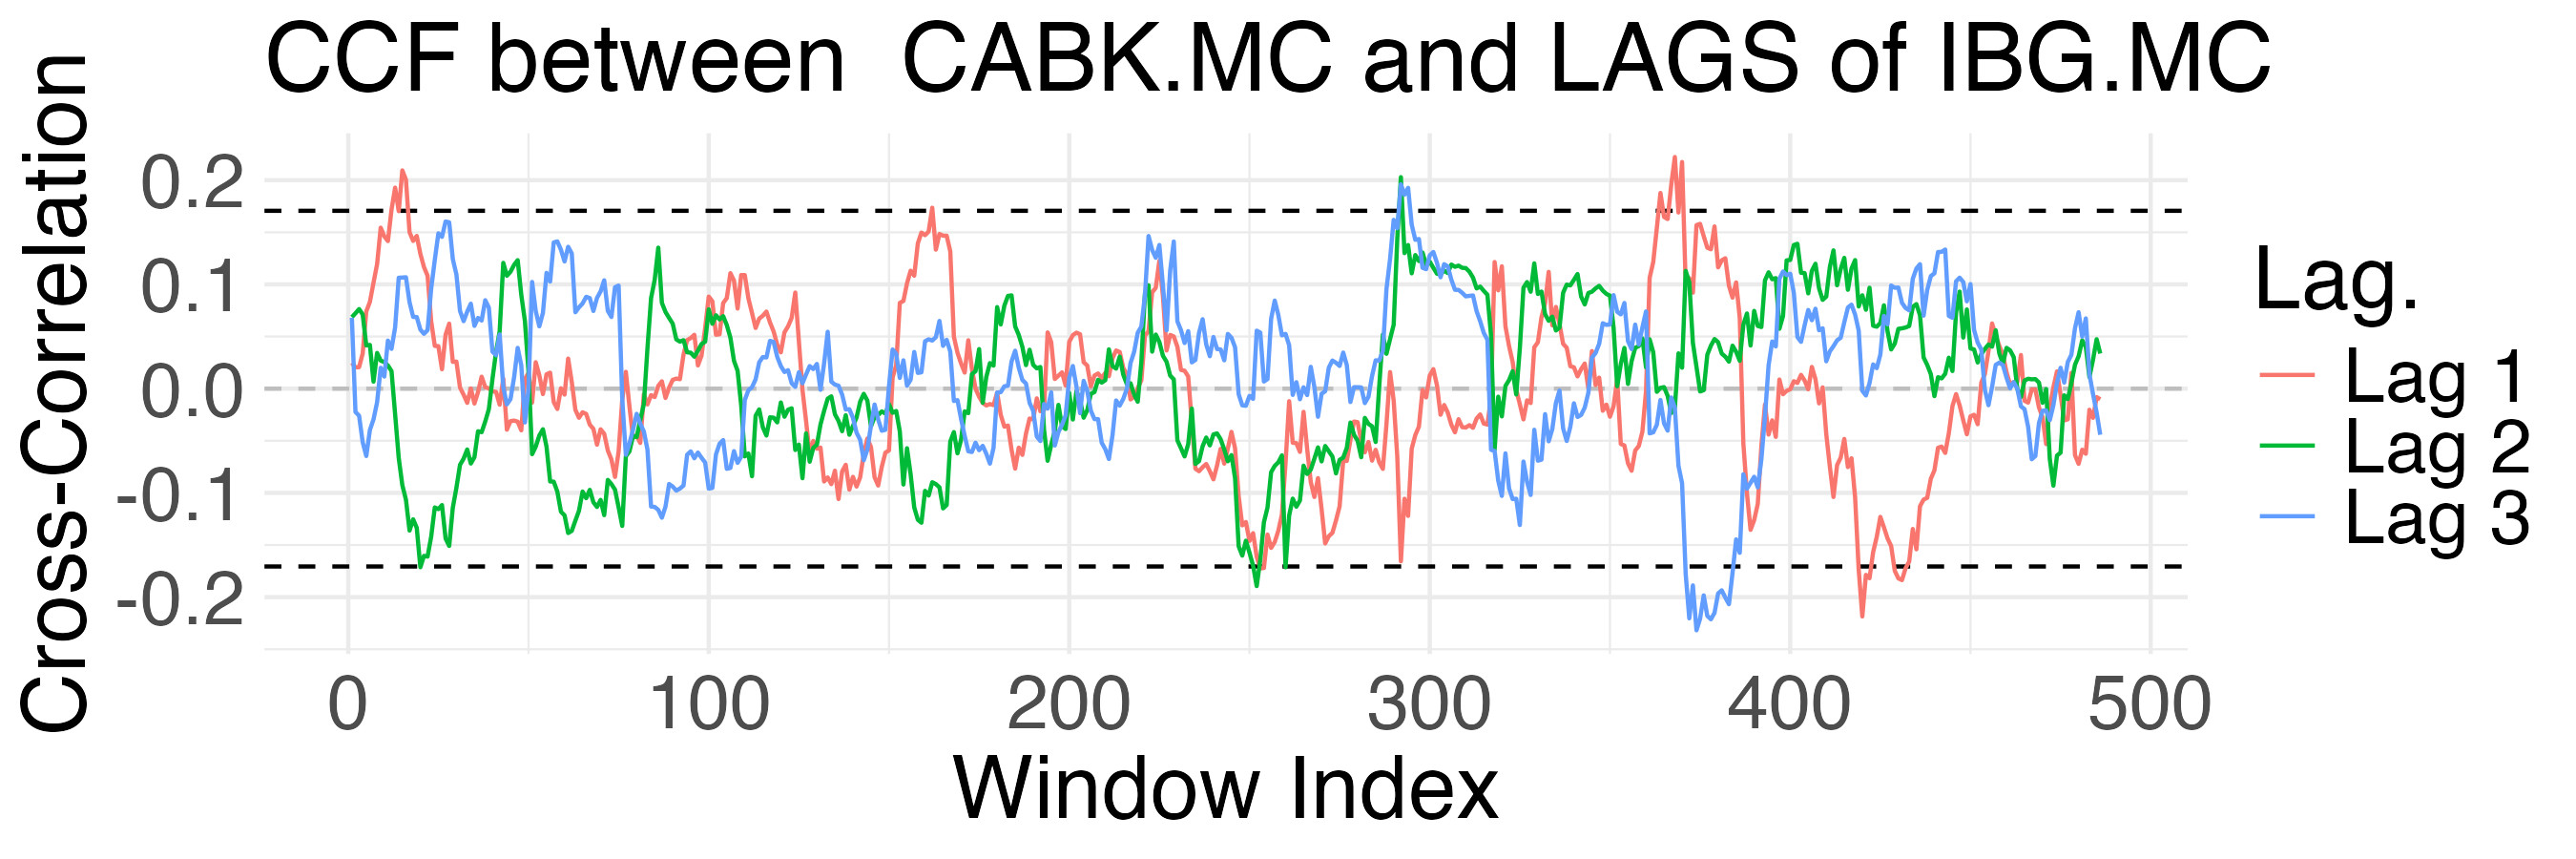 CCF between  CABK.MC and LAGS of IBG.MC
Cross-Correlation
0.2
0.1
0.0
-0.1
-0.2
0 100 200 300 400 500
Window Index
Lag.
Lag 1
Lag 2
Lag 3